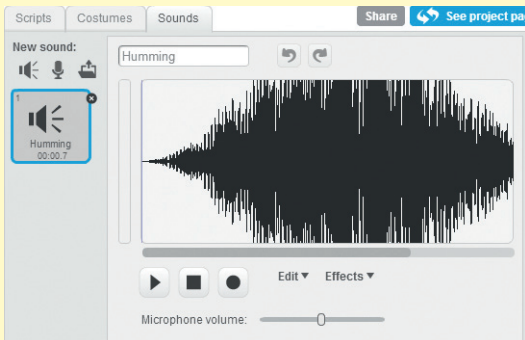 Scripts Costumes Sounds Share See project pa
New sound:
Humming
1
Humming
00:00.7
Edit Effects
Microphone volume: